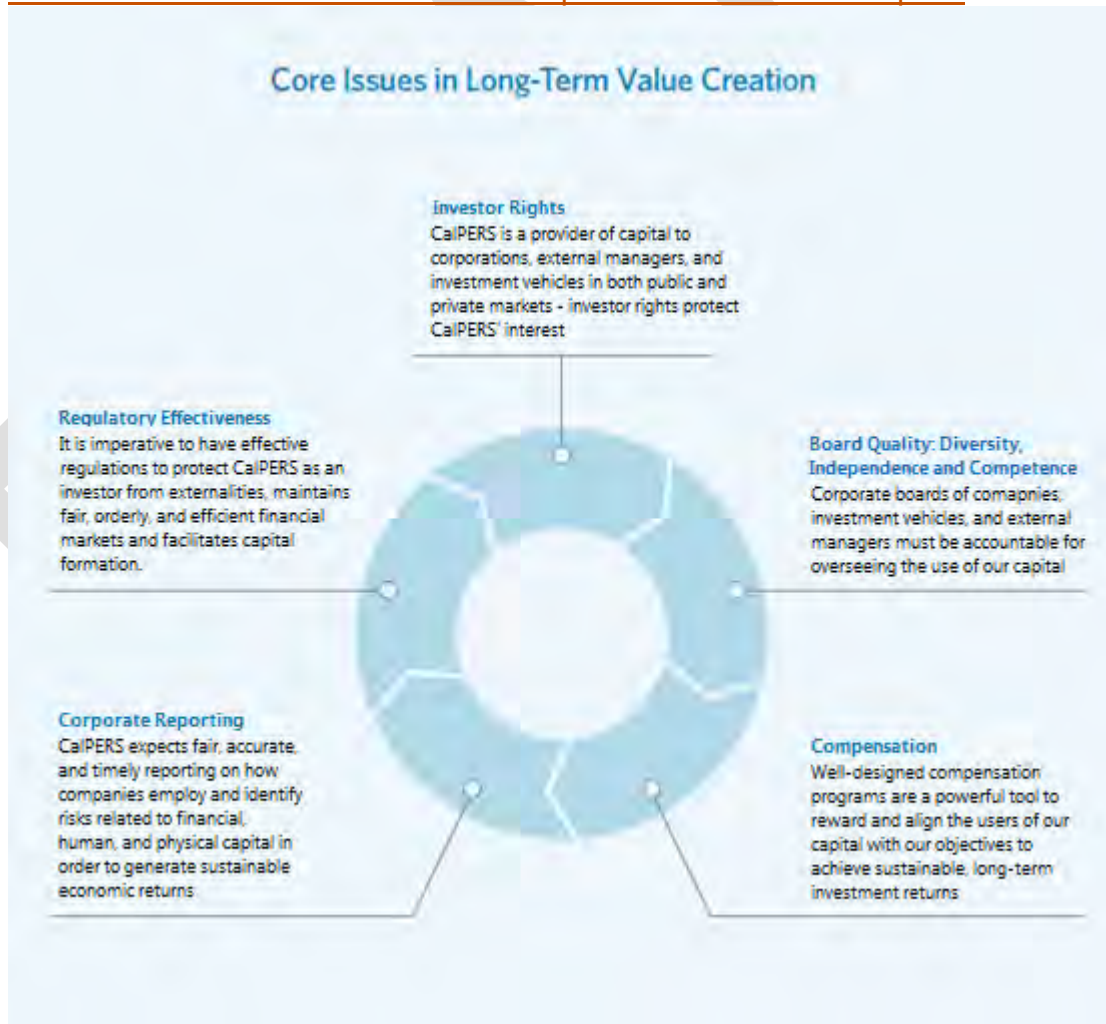 Core Issues in Long-Term Value Creation
Investor Rights
CalPERS is a provider of capital to
corporations, external managers, and
investment vehicles in both public and
private markets - investor rights protect
CalPERS' interest
Regulatory Effectiveness
It is imperative to have effective
regulations to protect CalPERS as an
investor from externalities, maintains
fair, orderly, and efficient financial
markets and facilitates capital
formation.
Board Quality: Diversity,
Independence and Competence
Corporate boards of comapnies,
investment vehicles, and external
managers must be accountable for
overseeing the use of our capital
Corporate Reporting
CalPERS expects fair, accurate,
and timely reporting on how
companies employ and identify
risks related to financial,
human, and physical capital in
order to generate sustainable
economic returns
Compensation
Well-designed compensation
programs are a powerful tool to
reward and align the users of our
capital with our objectives to
achieve sustainable, long-term
investment returns